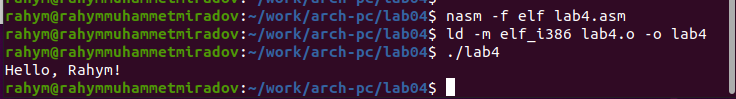 rahym@rahymmuhammetmiradov:~/work/arch-pc/lab04$ nasm -f elf lab4.asm
rahym@rahymmuhammetmiradov:~/work/arch-pc/lab04$ ld -m elf_i386 lab4.o -o lab4
rahym@rahymmuhammetmiradov:~/work/arch-pc/lab04$ ./lab4
Hello, Rahym!
rahym@rahymmuhammetmiradov:~/work/arch-pc/lab04$